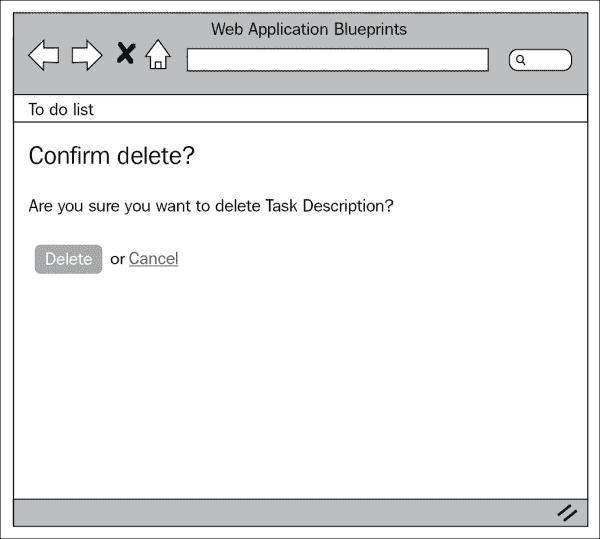 Web Application Blueprints
To do list
Confirm delete?
Are you sure you want to delete Task Description?
Delete or Cancel